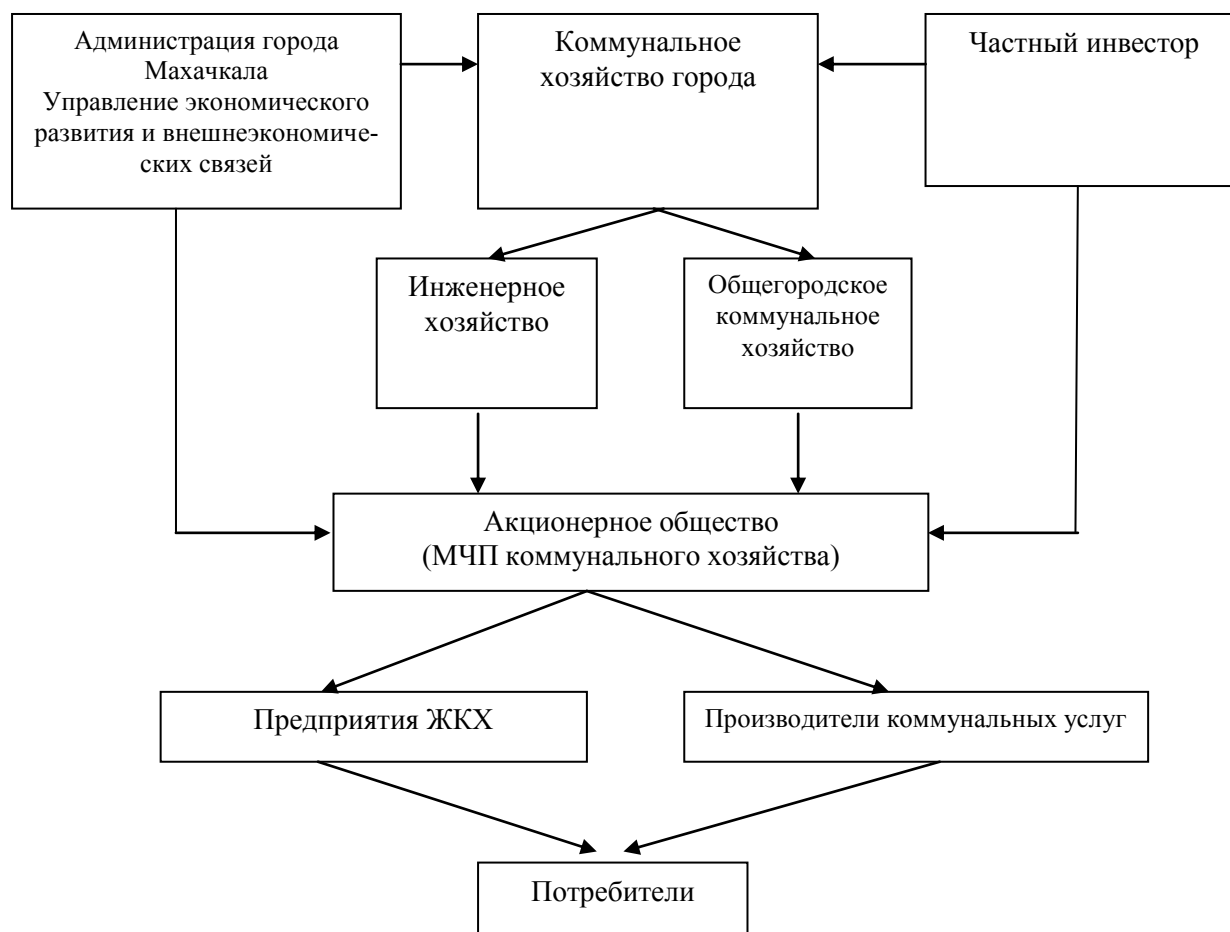 Администрация города
Махачкала
Управление экономического
развития и внешнеэкономиче-
ских связей
Коммунальное
хозяйство города
Частный инвестор
Инженерное
хозяйство
Общегородское
коммунальное
хозяйство
Акционерное общество
(МЧП коммунального хозяйства)
Предприятия ЖКХ
Производители коммунальных услуг
Потребители